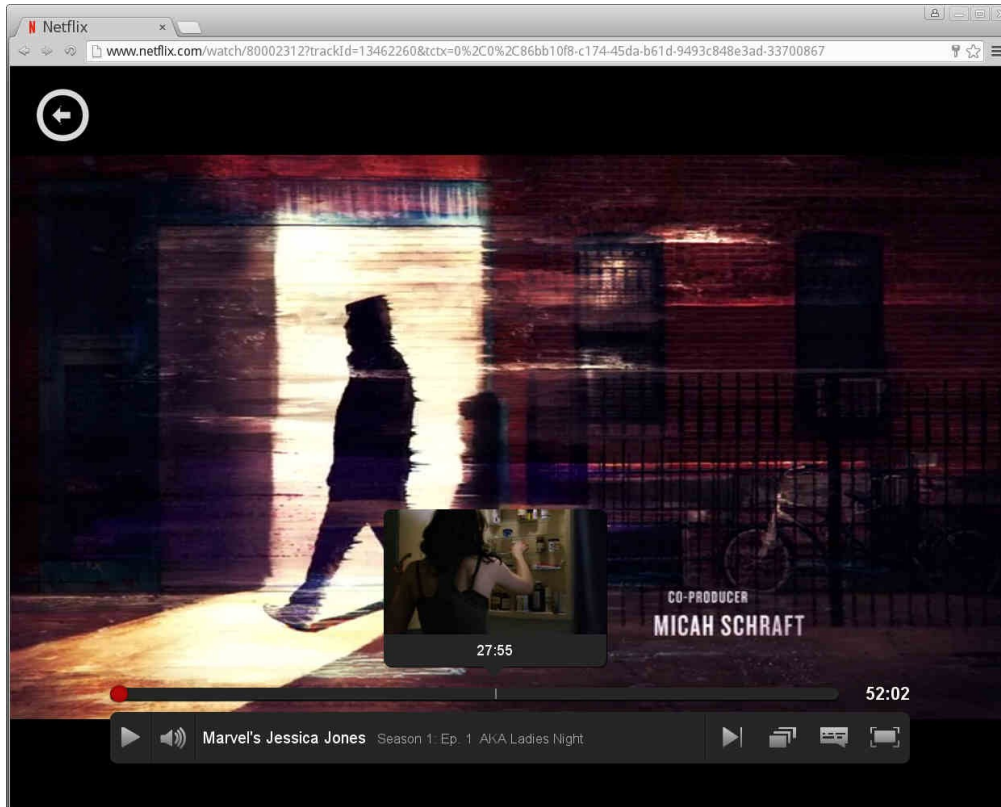 Netflix
www.netflix.com/watch/80002312?trackId=13462260&tctx=0%2C0%2C86bb10f8-c174-45da-b61d-9493c848e3ad-33700867
CO-PRODUCER
MICAH SCHRAFT
27:55
52:02
Marvel's Jessica Jones Season 1: Ep. 1 AKA Ladies Night